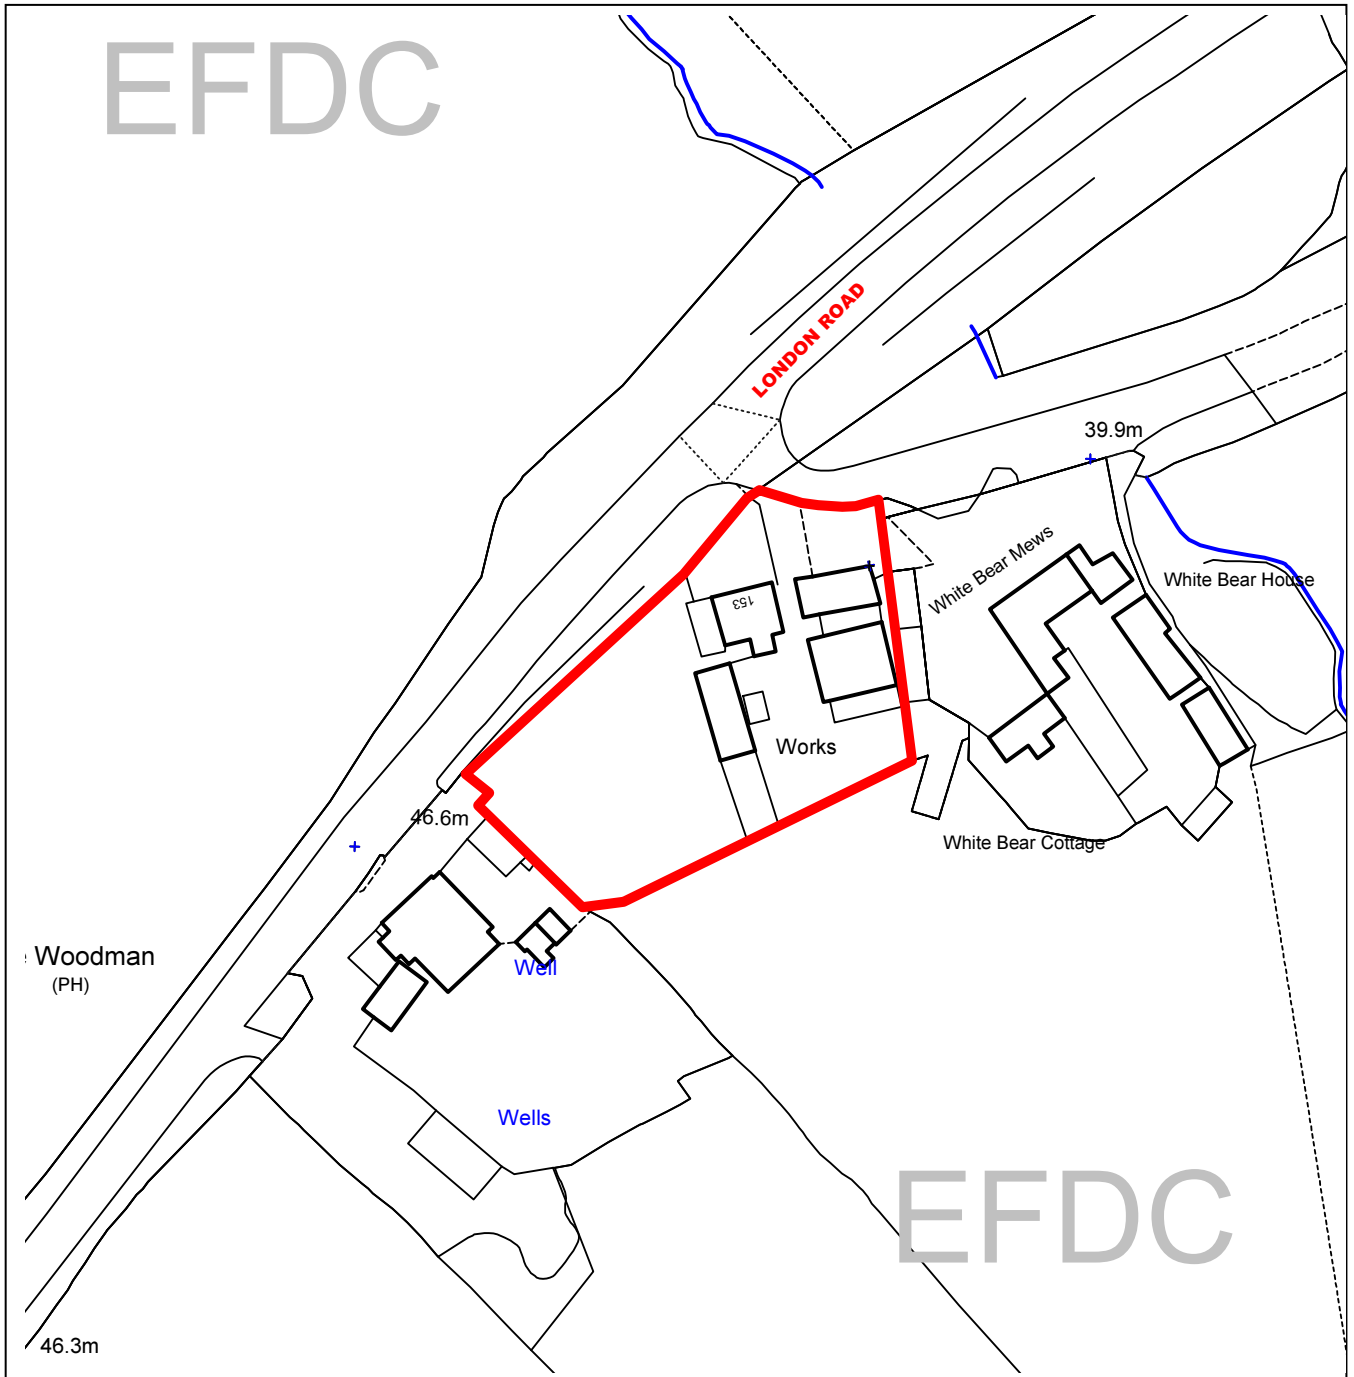 EFDC
LONDON ROAD
39.9m
White Bear Mews
White Bear House
153
Works
46.6m
White Bear Cottage
Woodman
(PH)
Well
Wells
EFDC
46.3m